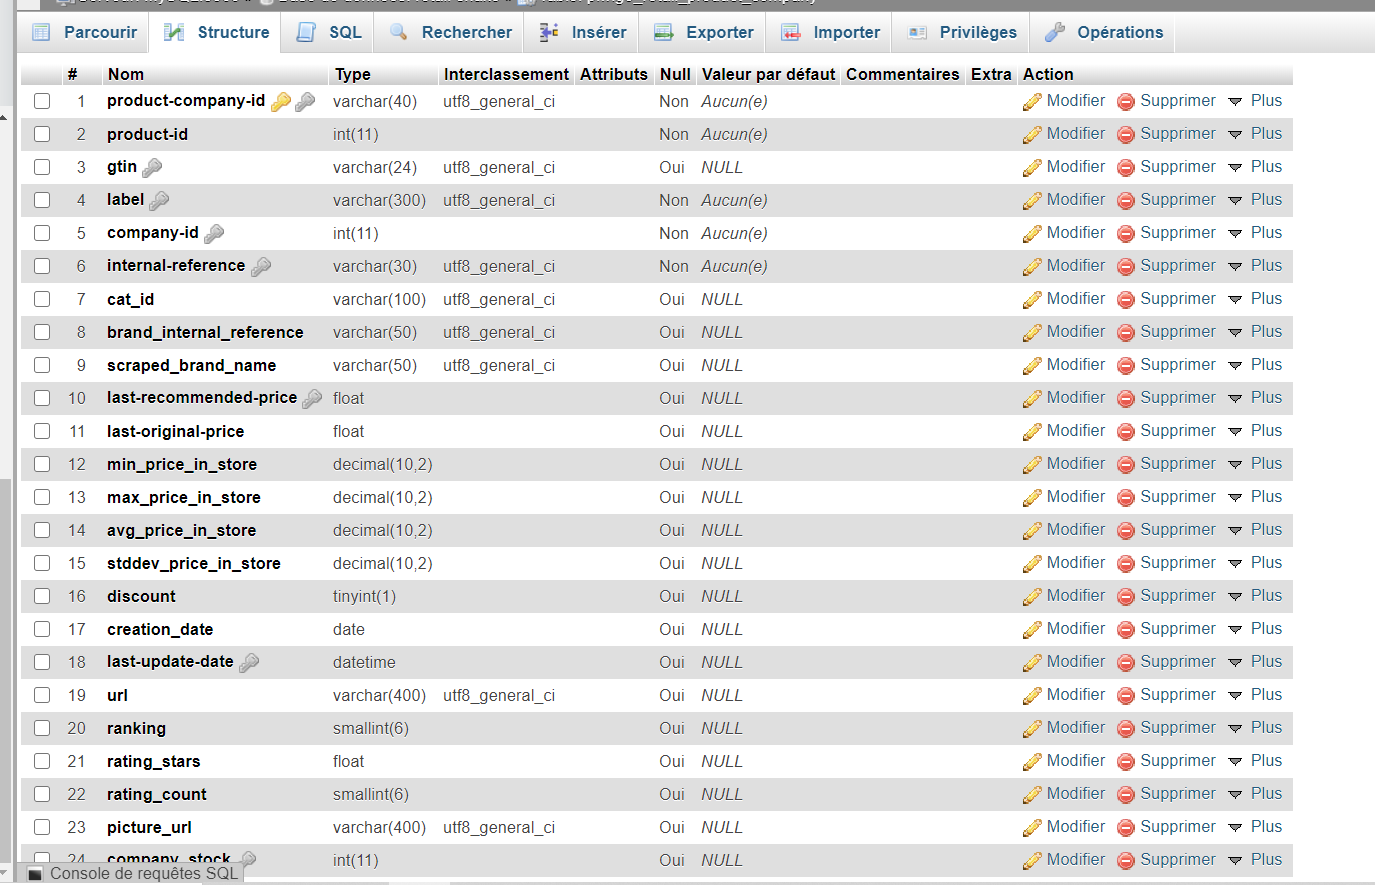 Parcourir Structure SQL Rechercher Insérer Exporter Importer Privilèges Opérations
# Nom Type Interclassement Attributs Null Valeur par défaut Commentaires Extra Action
1 product-company-id varchar(40) utf8_general_ci Non Aucun(e) Modifier Supprimer Plus
2 product-id int(11) Non Aucun(e) Modifier Supprimer Plus
3 gtin varchar(24) utf8_general_ci Oui NULL Modifier Supprimer Plus
4 label varchar(300) utf8_general_ci Non Aucun(e) Modifier Supprimer Plus
5 company-id int(11) Non Aucun(e) Modifier Supprimer Plus
6 internal-reference varchar(30) utf8_general_ci Non Aucun(e) Modifier Supprimer Plus
7 cat_id varchar(100) utf8_general_ci Oui NULL Modifier Supprimer Plus
8 brand_internal_reference varchar(50) utf8_general_ci Oui NULL Modifier Supprimer Plus
9 scraped_brand_name varchar(50) utf8_general_ci Oui NULL Modifier Supprimer Plus
10 last-recommended-price float Oui NULL Modifier Supprimer Plus
11 last-original-price float Oui NULL Modifier Supprimer Plus
12 min_price_in_store decimal(10,2) Oui NULL Modifier Supprimer Plus
13 max_price_in_store decimal(10,2) Oui NULL Modifier Supprimer Plus
14 avg_price_in_store decimal(10,2) Oui NULL Modifier Supprimer Plus
15 stddev_price_in_store decimal(10,2) Oui NULL Modifier Supprimer Plus
16 discount tinyint(1) Oui NULL Modifier Supprimer Plus
17 creation_date date Oui NULL Modifier Supprimer Plus
18 last-update-date datetime Oui NULL Modifier Supprimer Plus
19 url varchar(400) utf8_general_ci Oui NULL Modifier Supprimer Plus
20 ranking smallint(6) Oui NULL Modifier Supprimer Plus
21 rating_stars float Oui NULL Modifier Supprimer Plus
22 rating_count smallint(6) Oui NULL Modifier Supprimer Plus
23 picture_url varchar(400) utf8_general_ci Oui NULL Modifier Supprimer Plus
24 company_stock int(11) Oui NULL Modifier Supprimer Plus
Console de requêtes SQL